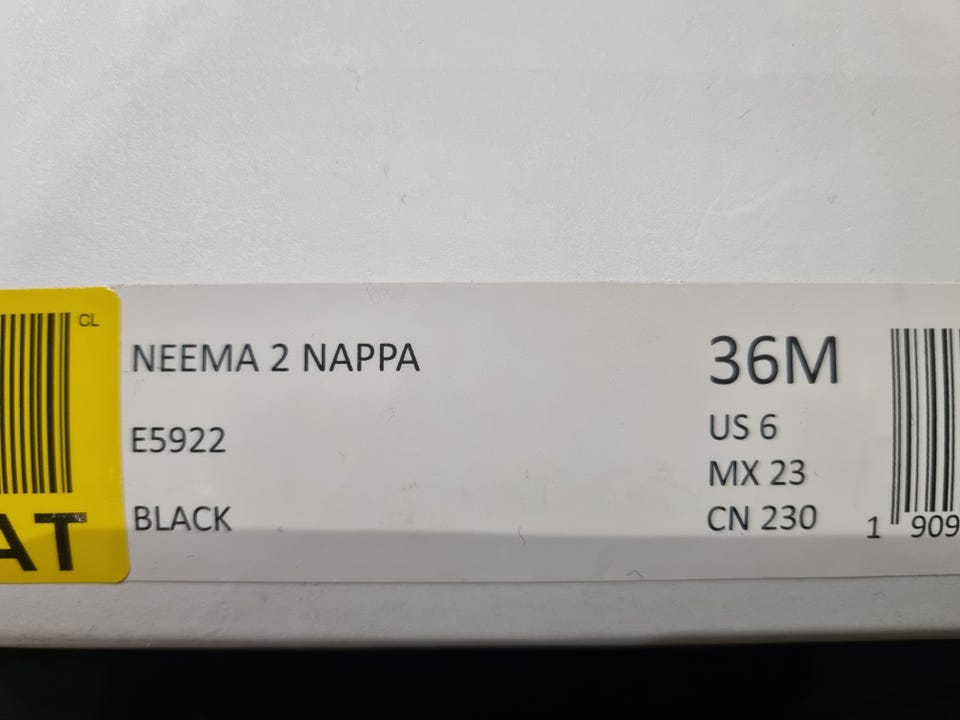 CL
AT
NEEMA 2 NAPPA
E5922
BLACK
36M
US 6
MX 23
CN 230
1 909